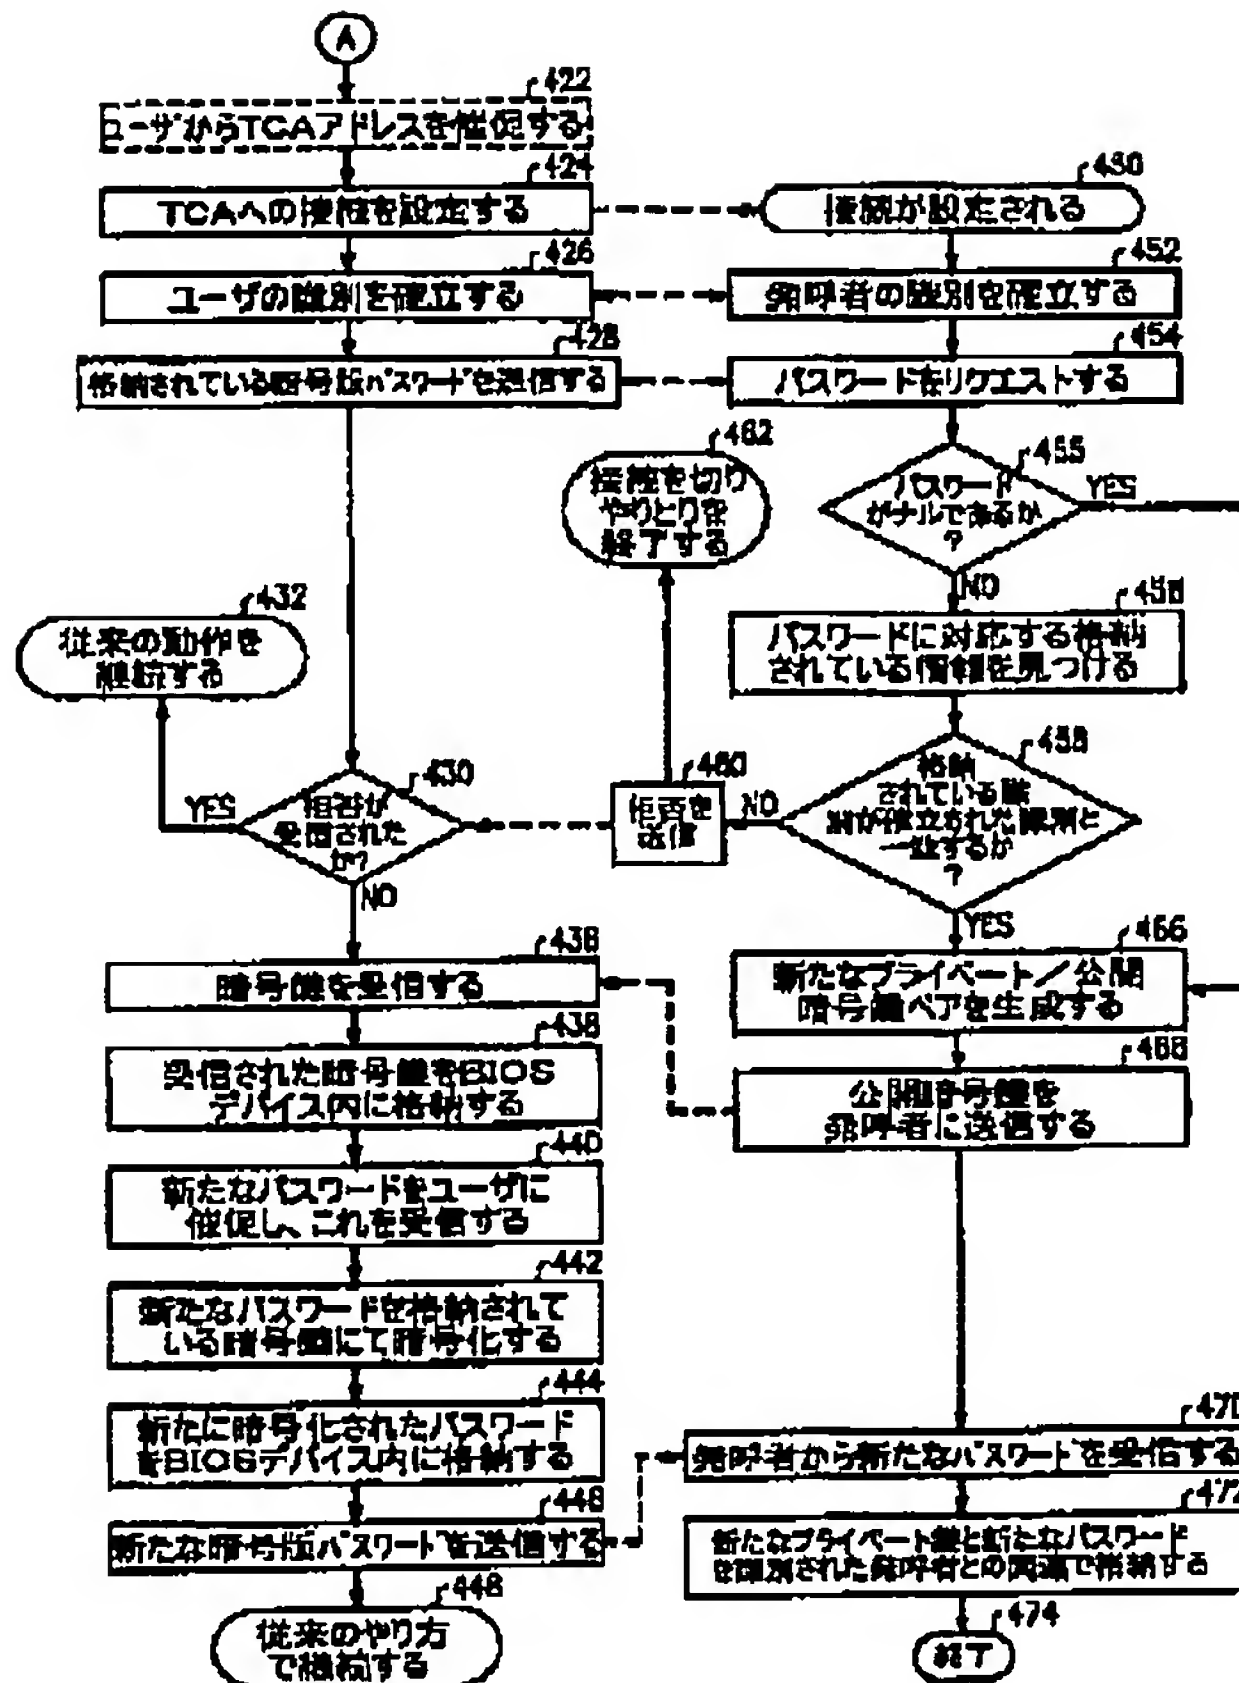 A
422
ユーザからTCAアドレスを催促する
424
TCAへの接続を設定する
450
接続が設定される
426
ユーザの識別を確立する
452
発呼者の識別を確立する
428
格納されている暗号版パスワードを送信する
454
パスワードをリクエストする
462
接続を切り
やりとりを
終了する
455
パスワード
がナルであるか
?
YES
NO
432
従来の動作を
継続する
456
パスワードに対応する格納
されている情報を見つける
430
拒否が
受信された
か?
YES
NO
460
拒否を
送信
NO
458
格納
されている識
別が確立された識別と
一致するか
?
YES
436
暗号鍵を受信する
466
新たなプライベート/公開
暗号鍵ペアを生成する
438
受信された暗号鍵をBIOS
デバイス内に格納する
468
公開暗号鍵を
発呼者に送信する
440
新たなパスワードをユーザに
催促し、これを受信する
442
新たなパスワードを格納されて
いる暗号鍵にて暗号化する
444
新たに暗号化されたパスワード
をBIOSデバイス内に格納する
470
発呼者から新たなパスワードを受信する
446
新たな暗号版パスワードを送信する
472
新たなプライベート鍵と新たなパスワード
を識別された発呼者との関連で格納する
448
従来のやり方
で継続する
474
終了